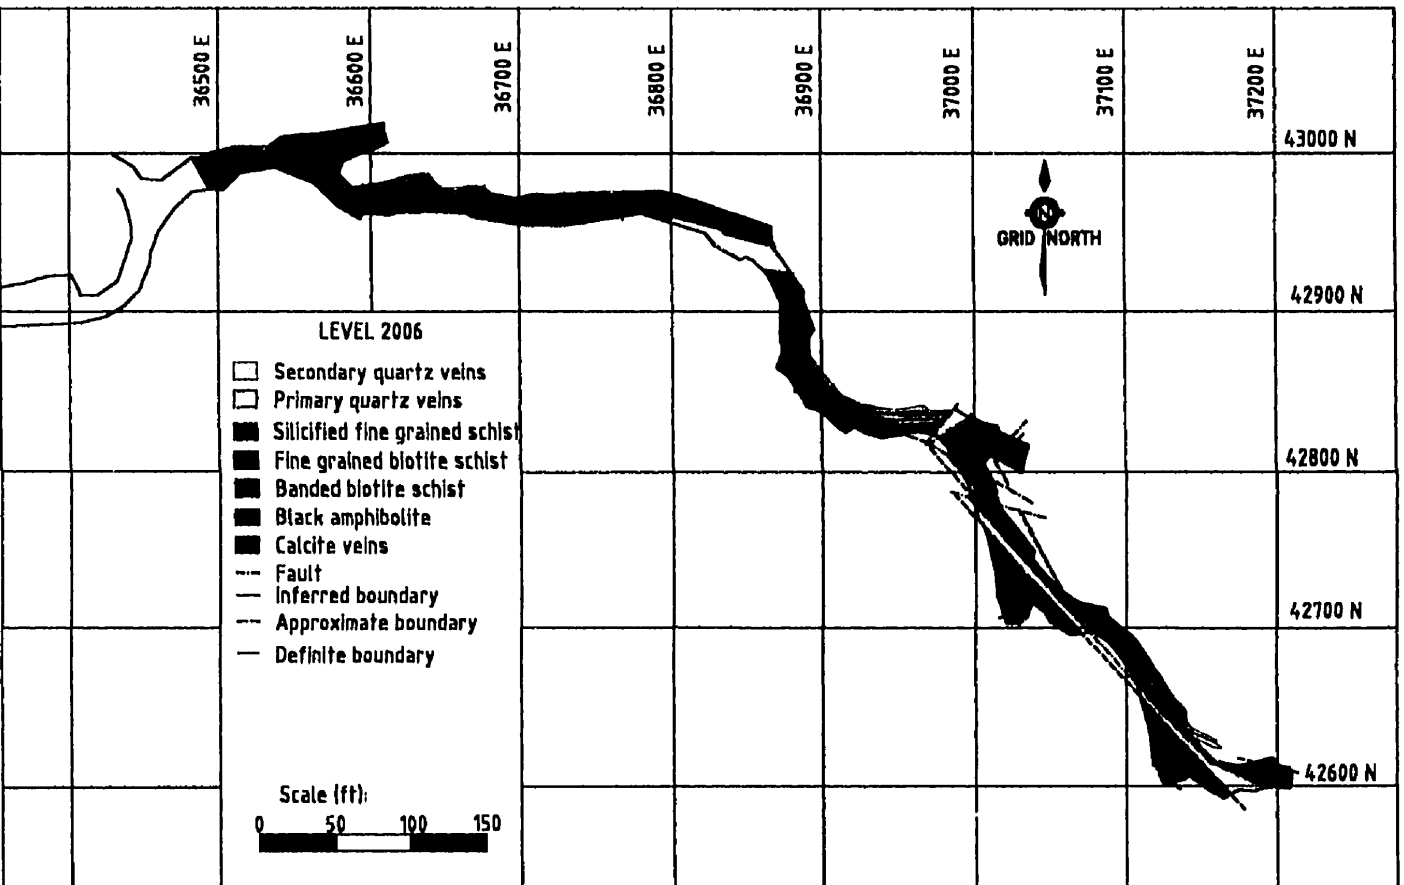 36500 E
36600 E
36700 E
36800 E
36900 E
37000 E
37100 E
37200 E
43000 N
N
GRID NORTH
42900 N
LEVEL 2006
Secondary quartz veins
Primary quartz veins
Silicified fine grained schist
Fine grained biotite schist
Banded biotite schist
Black amphibolite
Calcite veins
Fault
Inferred boundary
Approximate boundary
Definite boundary
42800 N
42700 N
42600 N
Scale (ft):
0 50 100 150